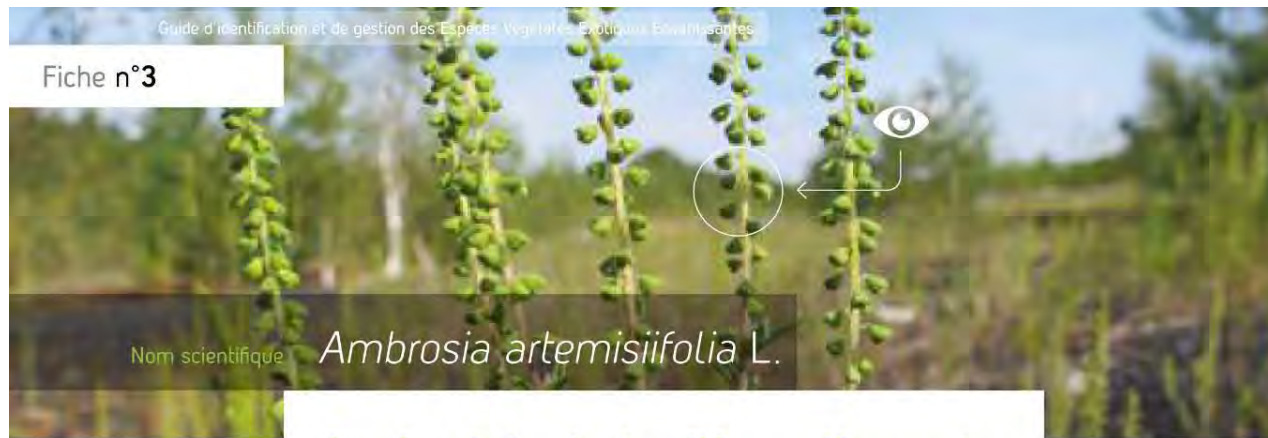 Guide d'identification et de gestion des Espèces Végétales Exotiques Envahissantes
Fiche n°3
Nom scientifique Ambrosia artemisiifolia L.